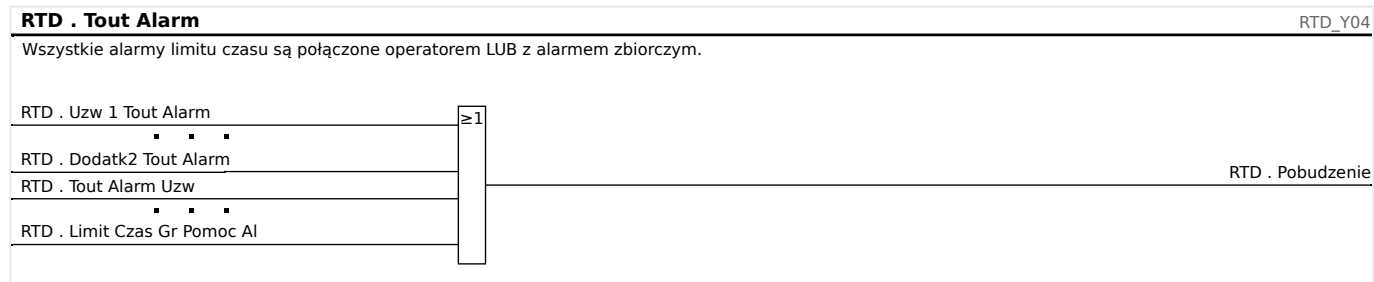 RTD . Tout Alarm
RTD_Y04
Wszystkie alarmy limitu czasu są połączone operatorem LUB z alarmem zbiorczym.
RTD . Uzw 1 Tout Alarm
≥1
RTD . Dodatk2 Tout Alarm
RTD . Pobudzenie
RTD . Tout Alarm Uzw
RTD . Limit Czas Gr Pomoc Al